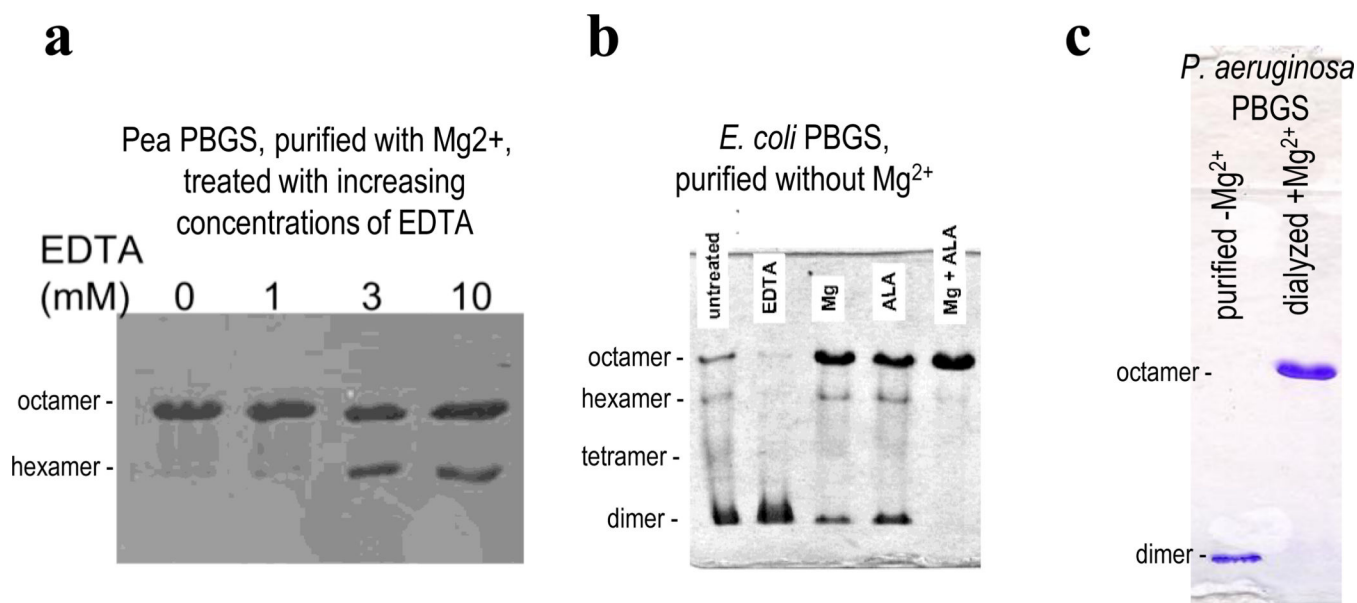 a
Pea PBGS, purified with Mg2+,
treated with increasing
concentrations of EDTA
EDTA
(mM) 0 1 3 10
octamer -
hexamer -
b
E. coli PBGS,
purified without Mg²⁺
untreated
EDTA
Mg
ALA
Mg + ALA
octamer -
hexamer -
tetramer -
dimer -
c
P. aeruginosa
PBGS
purified -Mg²⁺
dialyzed +Mg²⁺
octamer -
dimer -